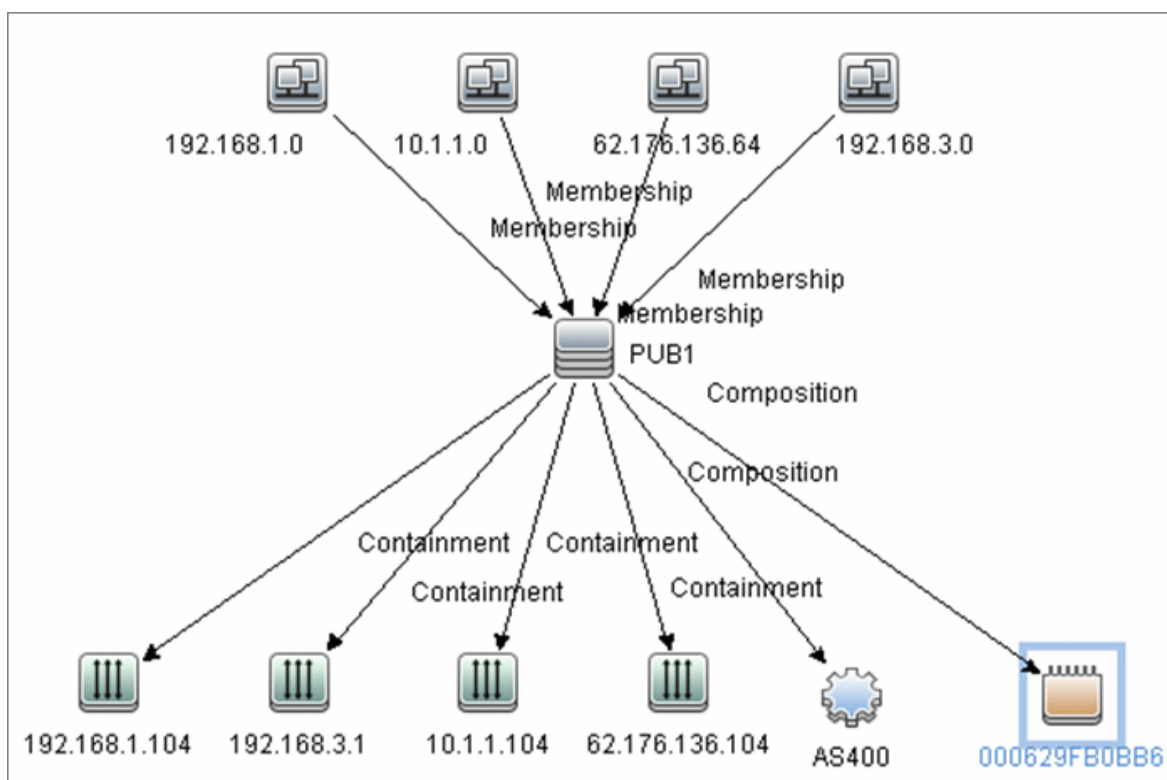 192.168.1.0
10.1.1.0
62.176.136.64
192.168.3.0
Membership
Membership
Membership
Membership
PUB1
Composition
Composition
Containment
Containment
Containment
Containment
192.168.1.104
192.168.3.1
10.1.1.104
62.176.136.104
AS400
000629FB0BB6